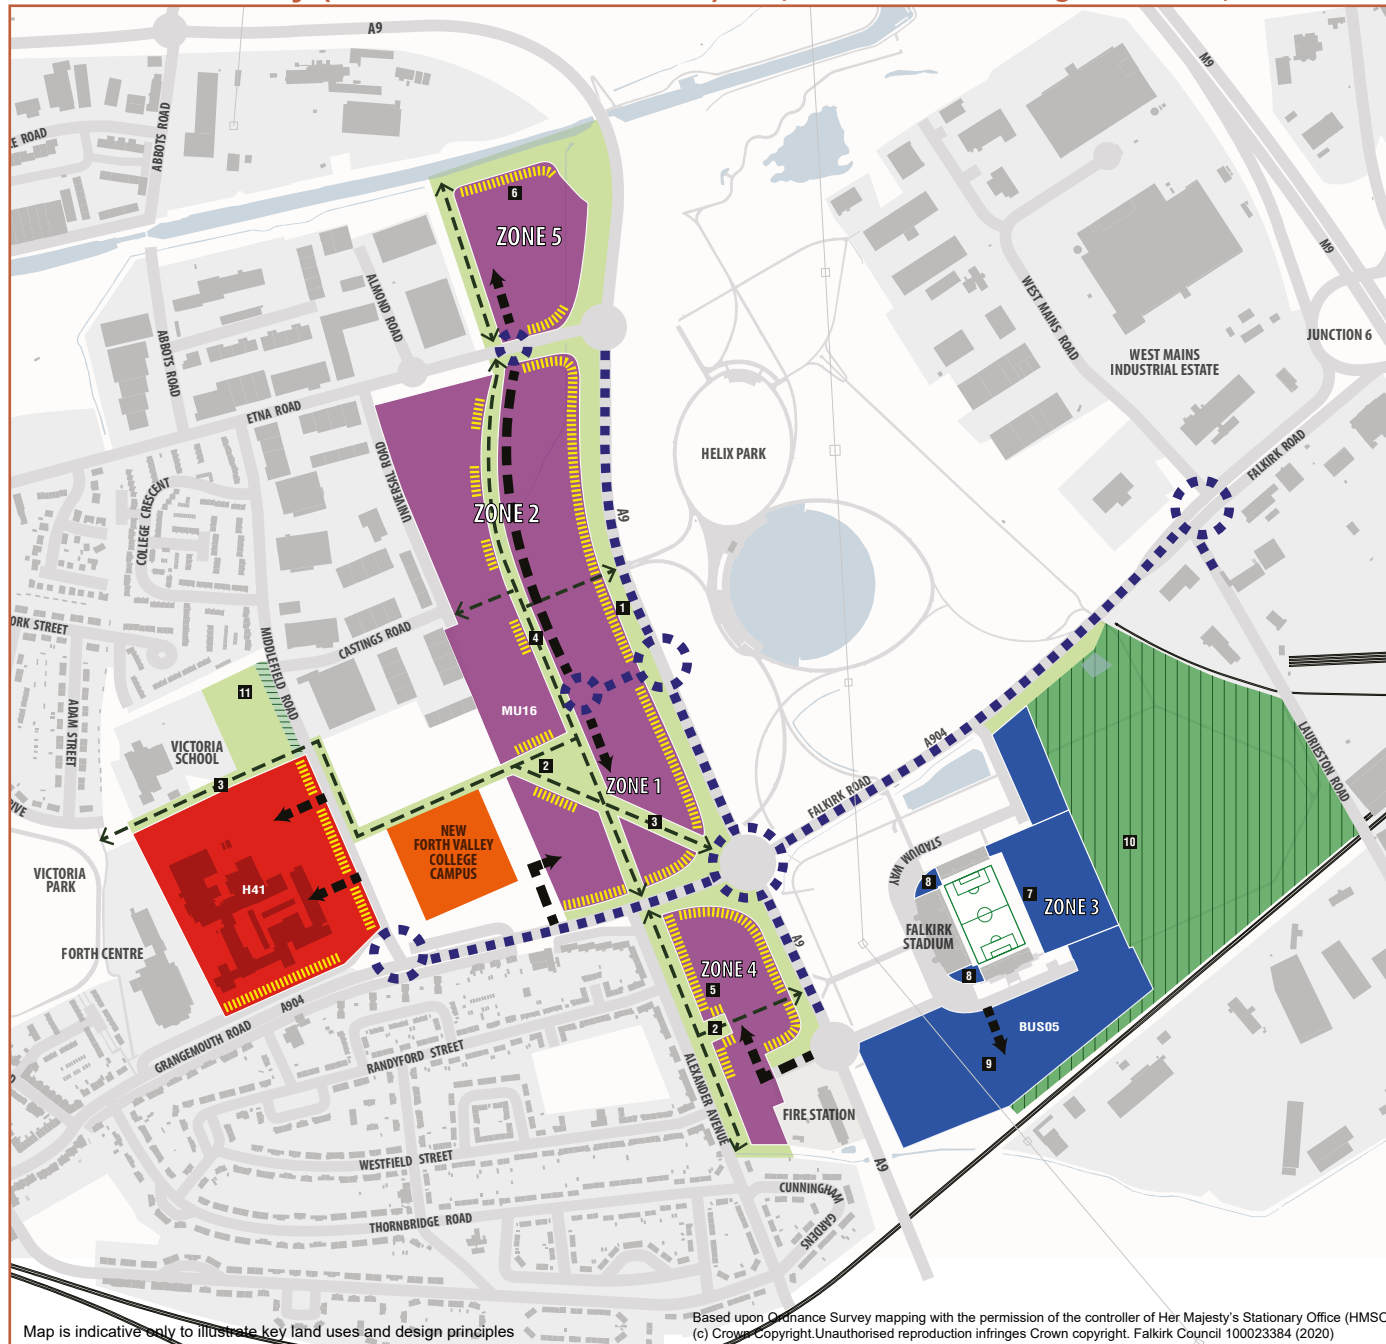 A9
M9
ABBOTS ROAD
E ROAD
6
ZONE 5
M9
ALMOND ROAD
WEST MAINS ROAD
ABBOTS ROAD
JUNCTION 6
WEST MAINS
INDUSTRIAL ESTATE
ETNA ROAD
UNIVERSAL ROAD
HELIX PARK
FALKIRK ROAD
COLLEGE CRESCENT
ZONE 2
A9
1
ORK STREET
4
CASTINGS ROAD
MIDDLEFIELD ROAD
11
ADAM STREET
MU16
VICTORIA
SCHOOL
A904
LAURIESTON ROAD
2
3
ZONE 1
FALKIRK ROAD
RIVE
3
NEW
FORTH VALLEY
COLLEGE
CAMPUS
10
STADIUM WAY
VICTORIA
PARK
H41
8
7
ZONE 3
FALKIRK
STADIUM
FORTH CENTRE
A9
ZONE 4
8
5
A904
GRANGEMOUTH ROAD
2
BUS05
RANDYFORD STREET
9
ALEXANDER AVENUE
FIRE STATION
WESTFIELD STREET
A9
CUNNINGHAM
GARDENS
THORNBRIDGE ROAD
Based upon Ordnance Survey mapping with the permission of the controller of Her Majesty's Stationary Office (HMSO
Map is indicative only to illustrate key land uses and design principles
(c) Crown Copyright.Unauthorised reproduction infringes Crown copyright. Falkirk Council 100023384 (2020)